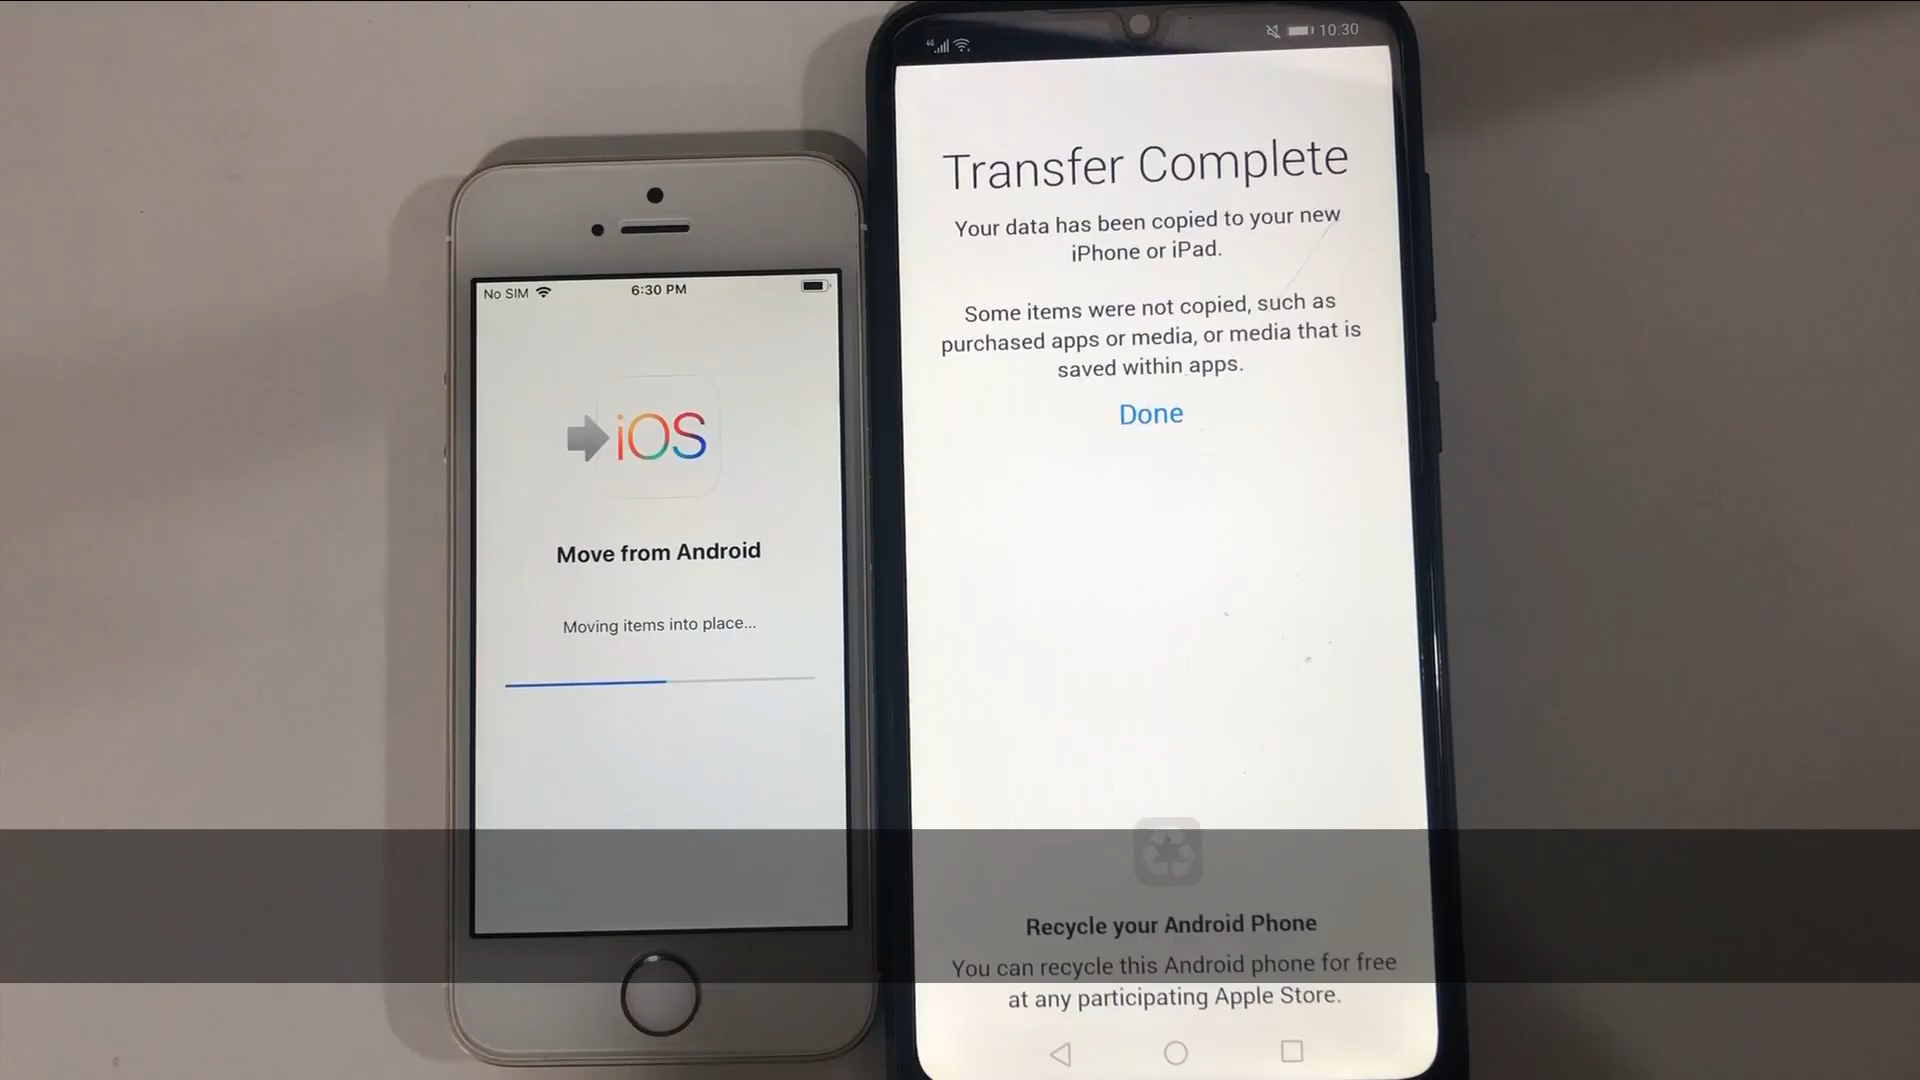 No SIM
6:30 PM
iOS
Move from Android
Moving items into place...
4G
10:30
Transfer Complete
Your data has been copied to your new
iPhone or iPad.
Some items were not copied, such as
purchased apps or media, or media that is
saved within apps.
Done
Recycle your Android Phone
You can recycle this Android phone for free
at any participating Apple Store.